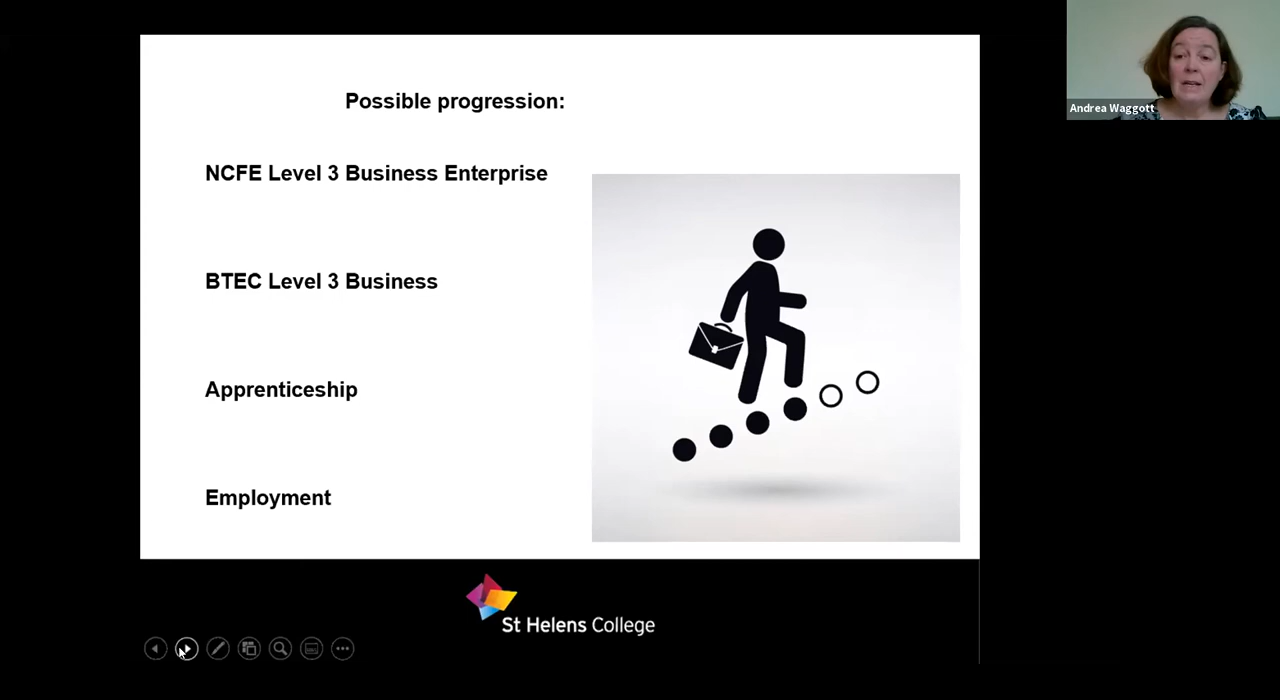 Possible progression:
NCFE Level 3 Business Enterprise
BTEC Level 3 Business
Apprenticeship
Employment
St Helens College
Andrea Waggott